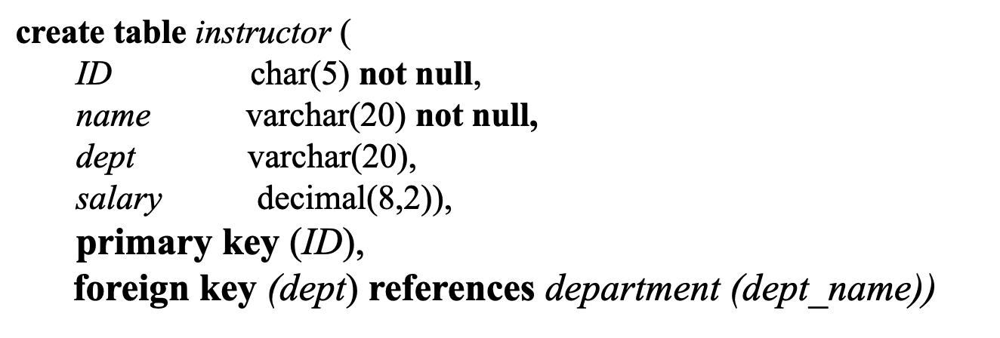 create table instructor (
ID char(5) not null,
name varchar(20) not null,
dept varchar(20),
salary decimal(8,2)),
primary key (ID),
foreign key (dept) references department (dept_name))